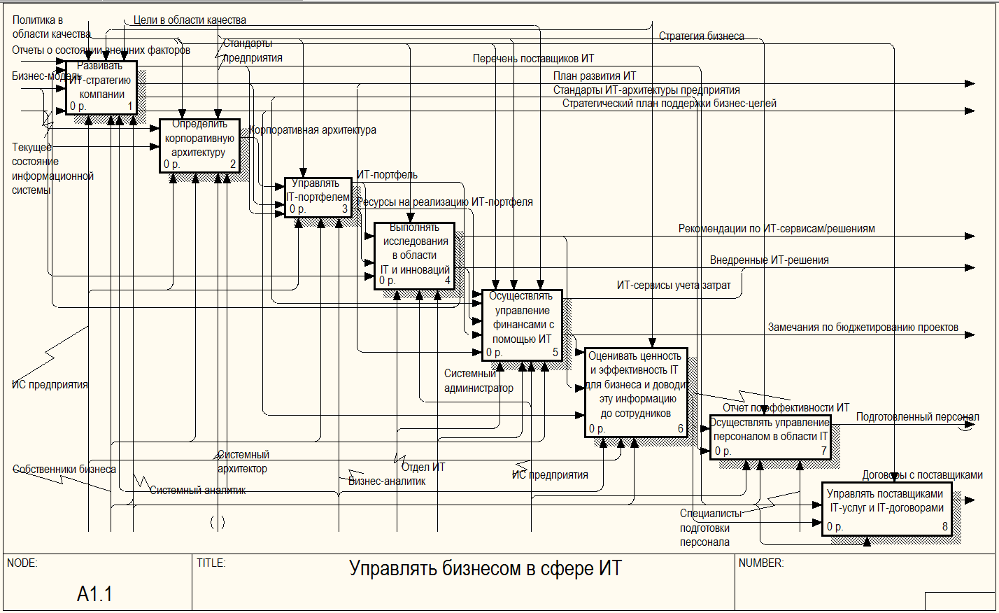 Политика в
области качества
Цели в области качества
Стратегия бизнеса
Стандарты
предприятия
Отчеты о состоянии внешних факторов
Перечень поставщиков ИТ
Бизнес-модель
Развивать
ИТ-стратегию
компании
0 р. 1
План развития ИТ
Стандарты ИТ-архитектуры предприятия
Стратегический план поддержки бизнес-целей
Определить
корпоративную
архитектуру
0 р. 2
Корпоративная архитектура
Текущее
состояние
информационной
системы
ИТ-портфель
Управлять
IT-портфелем
0 р. 3
Ресурсы на реализацию ИТ-портфеля
Выполнять
исследования
в области
IT и инноваций
0 р. 4
Рекомендации по ИТ-сервисам/решениям
Внедренные ИТ-решения
ИТ-сервисы учета затрат
Осуществлять
управление
финансами с
помощью ИТ
0 р. 5
Замечания по бюджетированию проектов
Оценивать ценность
и эффективность IT
для бизнеса и доводи
эту информацию
до сотрудников
0 р. 6
ИС предприятия
Системный
администратор
Отчет по эффективности ИТ
Осуществлять управление
персоналом в области IT
0 р. 7
Подготовленный персонал
Собственники бизнеса
Системный
архитектор
Системный аналитик
Бизнес-аналитик
Отдел ИТ
ИС предприятия
Договоры с поставщиками
Управлять поставщиками
IT-услуг и IT-договорами
0 р. 8
Специалисты
подготовки
персонала
NODE:
A1.1
TITLE:
Управлять бизнесом в сфере ИТ
NUMBER: